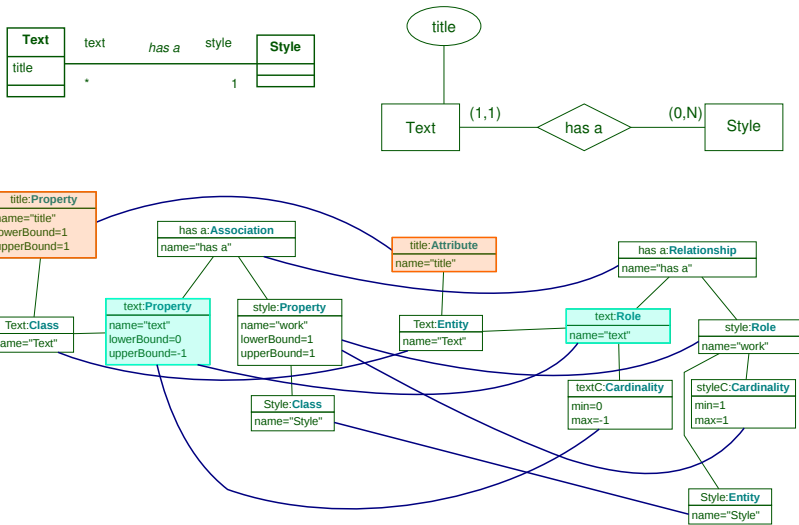 Text
text
has a
style
Style
title
*
1
title
Text
(1,1)
has a
(0,N)
Style
title:Property
name="title"
lowerBound=1
upperBound=1
has a:Association
name="has a"
title:Attribute
name="title"
has a:Relationship
name="has a"
Text:Class
name="Text"
text:Property
name="text"
lowerBound=0
upperBound=-1
style:Property
name="work"
lowerBound=1
upperBound=1
Text:Entity
name="Text"
text:Role
name="text"
style:Role
name="work"
Style:Class
name="Style"
textC:Cardinality
min=0
max=-1
styleC:Cardinality
min=1
max=1
Style:Entity
name="Style"